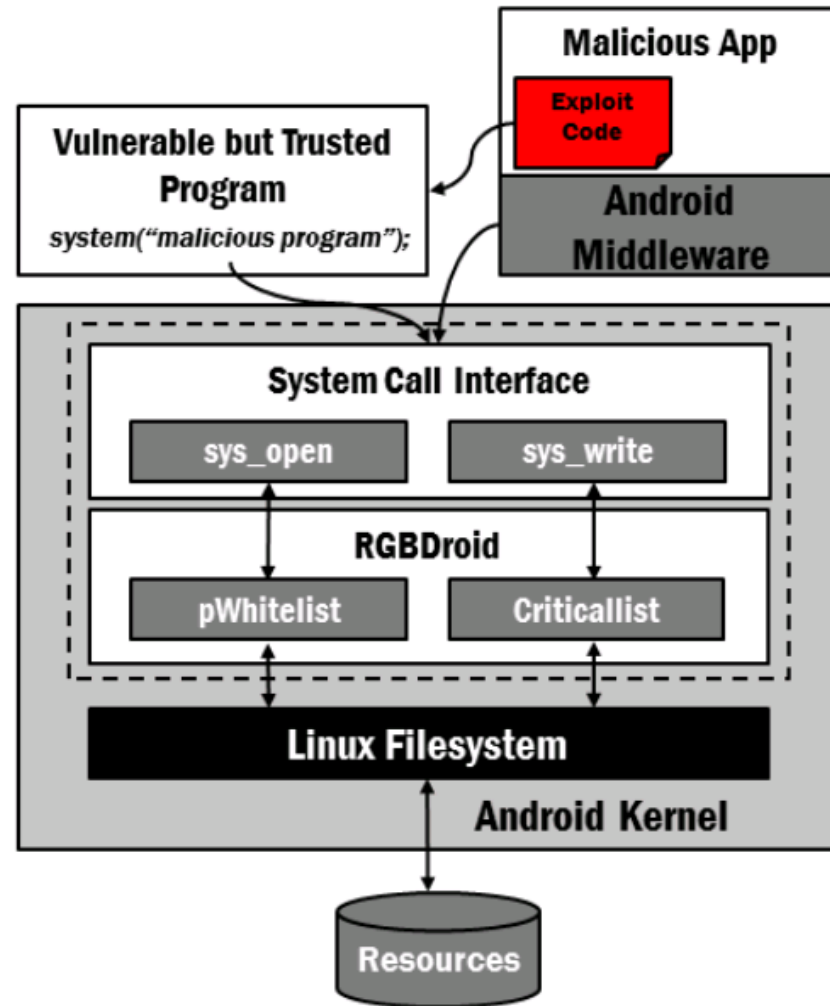 Malicious App
Exploit
Code
Vulnerable but Trusted
Program
system("malicious program");
Android
Middleware
System Call Interface
sys_open
sys_write
RGBDroid
pWhitelist
Criticallist
Linux Filesystem
Android Kernel
Resources